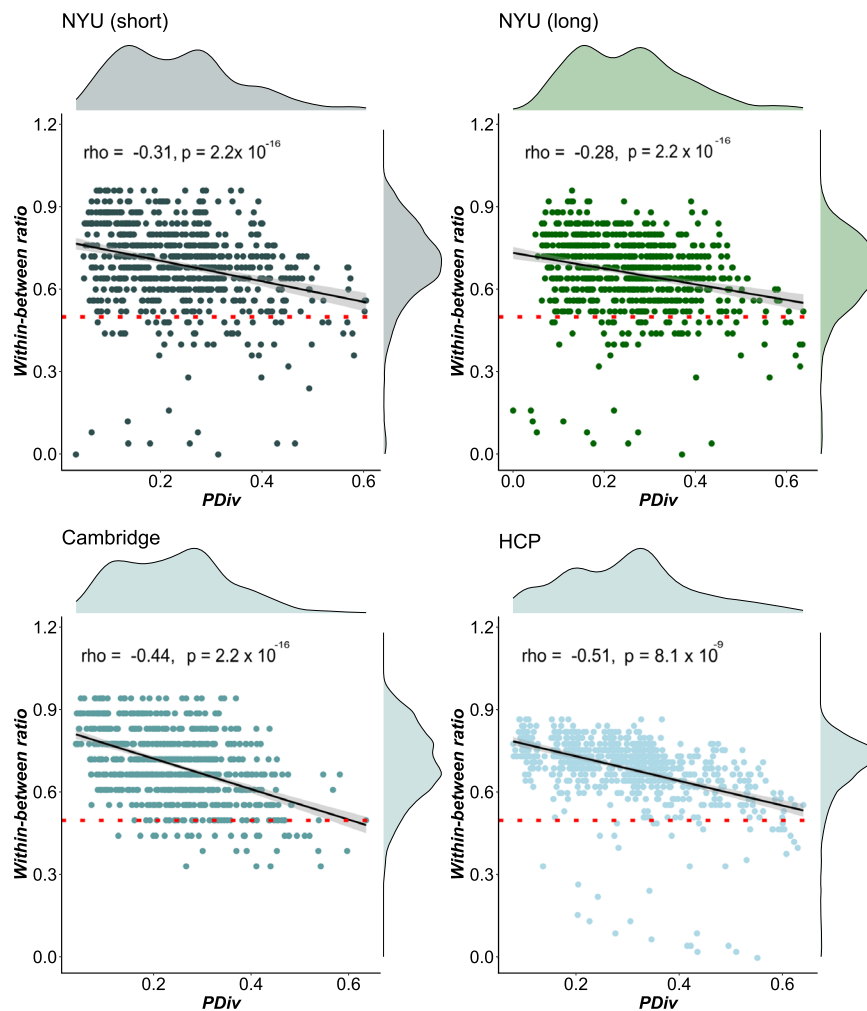 NYU (short)
NYU (long)
1.2
0.9
0.6
0.3
0.0
Within-between ratio
rho = -0.31, p = 2.2x 10⁻¹⁶
0.2 0.4 0.6
PDiv
1.2
0.9
0.6
0.3
0.0
Within-between ratio
rho = -0.28, p = 2.2 x 10⁻¹⁶
0.0 0.2 0.4 0.6
PDiv
Cambridge
HCP
1.2
0.9
0.6
0.3
0.0
Within-between ratio
rho = -0.44, p = 2.2 x 10⁻¹⁶
0.2 0.4 0.6
PDiv
1.2
0.9
0.6
0.3
0.0
Within-between ratio
rho = -0.51, p = 8.1 x 10⁻⁹
0.2 0.4 0.6
PDiv